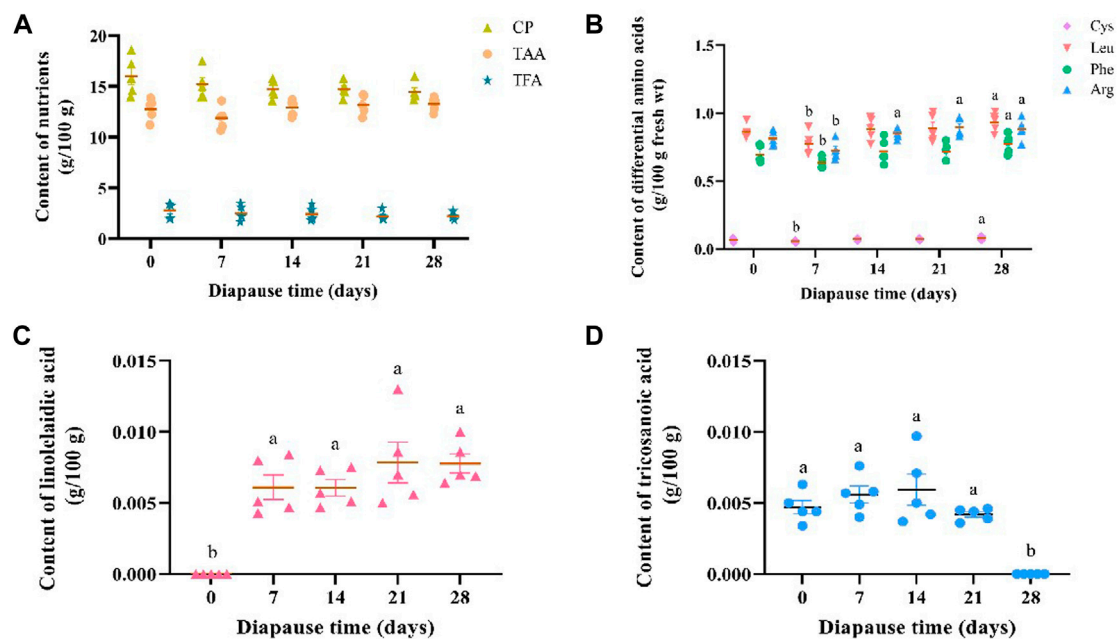 A
CP
TAA
TFA
Content of nutrients
(g/100 g)
20
15
10
5
0
0 7 14 21 28
Diapause time (days)
B
Cys
Leu
Phe
Arg
Content of differential amino acids
(g/100 g fresh wt)
1.5
1.0
0.5
0.0
b b b b
a
a
a a a a
0 7 14 21 28
Diapause time (days)
C
Content of linolclaidic acid
(g/100 g)
0.015
0.010
0.005
0.000
b a a a a
0 7 14 21 28
Diapause time (days)
D
Content of tricosanoic acid
(g/100 g)
0.015
0.010
0.005
0.000
a a a a b
0 7 14 21 28
Diapause time (days)